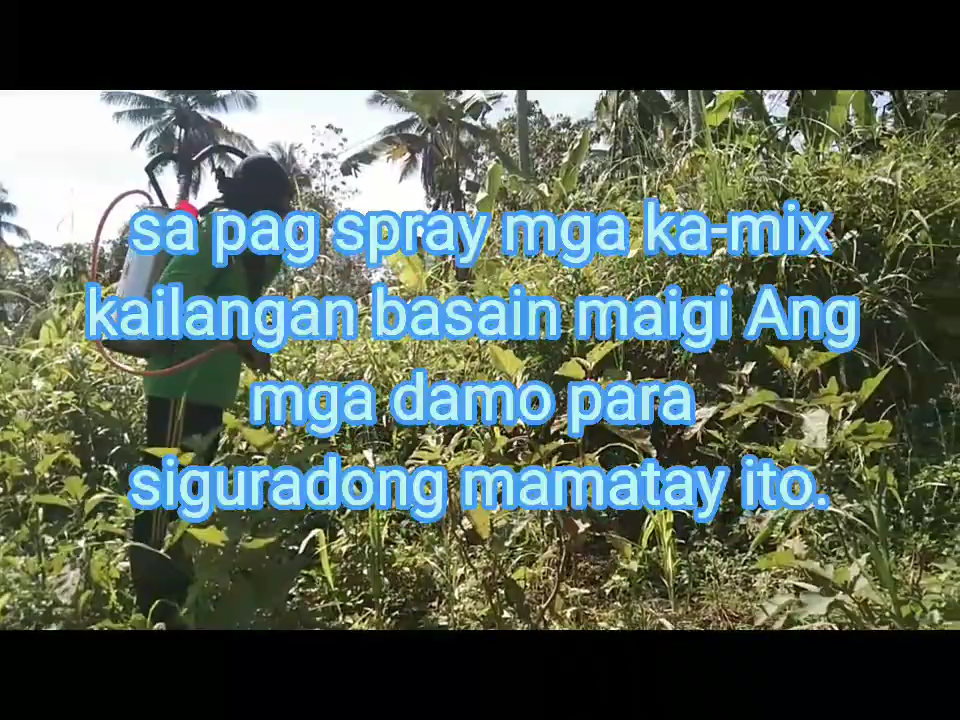 sa pag spray mga ka-mix
kailangan basain maigi Ang
mga damo para
siguradong mamatay ito.